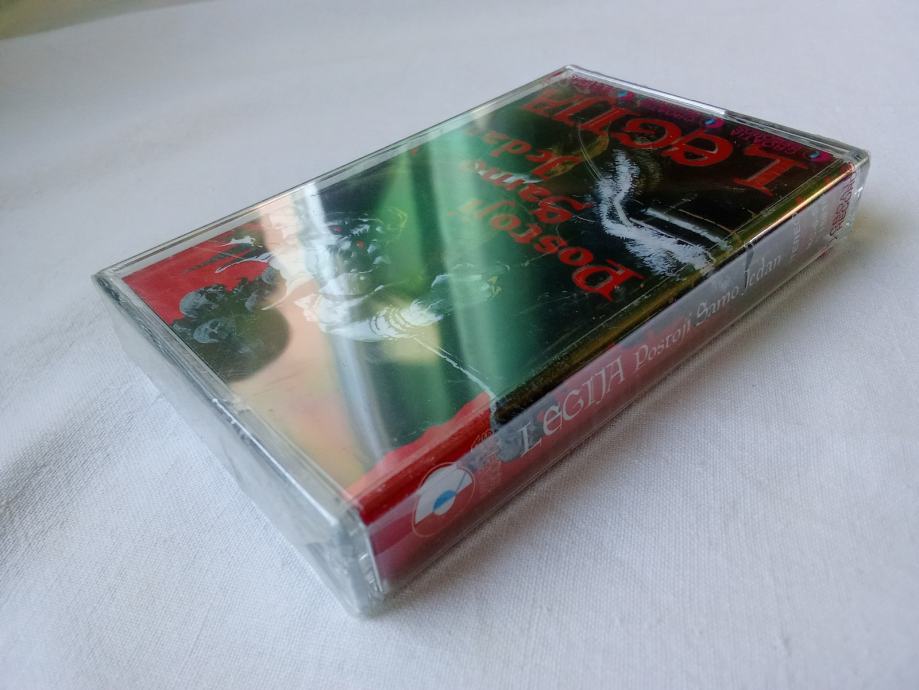 LEGIJA
Postoji
Samo
Jedan
LEGIJA Postoji Samo Jedan